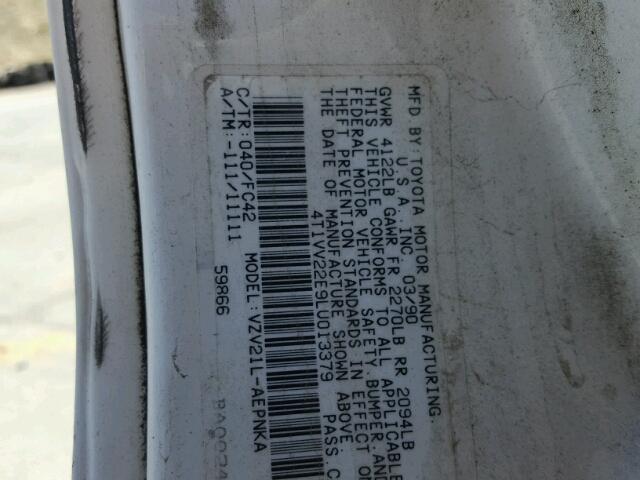 MFD BY: TOYOTA MOTOR MANUFACTURING.
U.S.A. INC 03/90
GVWR 4122LB GAWR FR 2270LB RR 2094LB
THIS VEHICLE CONFORMS TO ALL APPLICABLE
FEDERAL MOTOR VEHICLE SAFETY, BUMPER, AND
THEFT PREVENTION STANDARDS IN EFFECT ON
THE DATE OF MANUFACTURE SHOWN ABOVE.
4T1VV22E9LU013379 PASS.C
C/TR:040/FC42 MODEL:VZV21L-AEPNKA
A/TM:-111/11111
59866